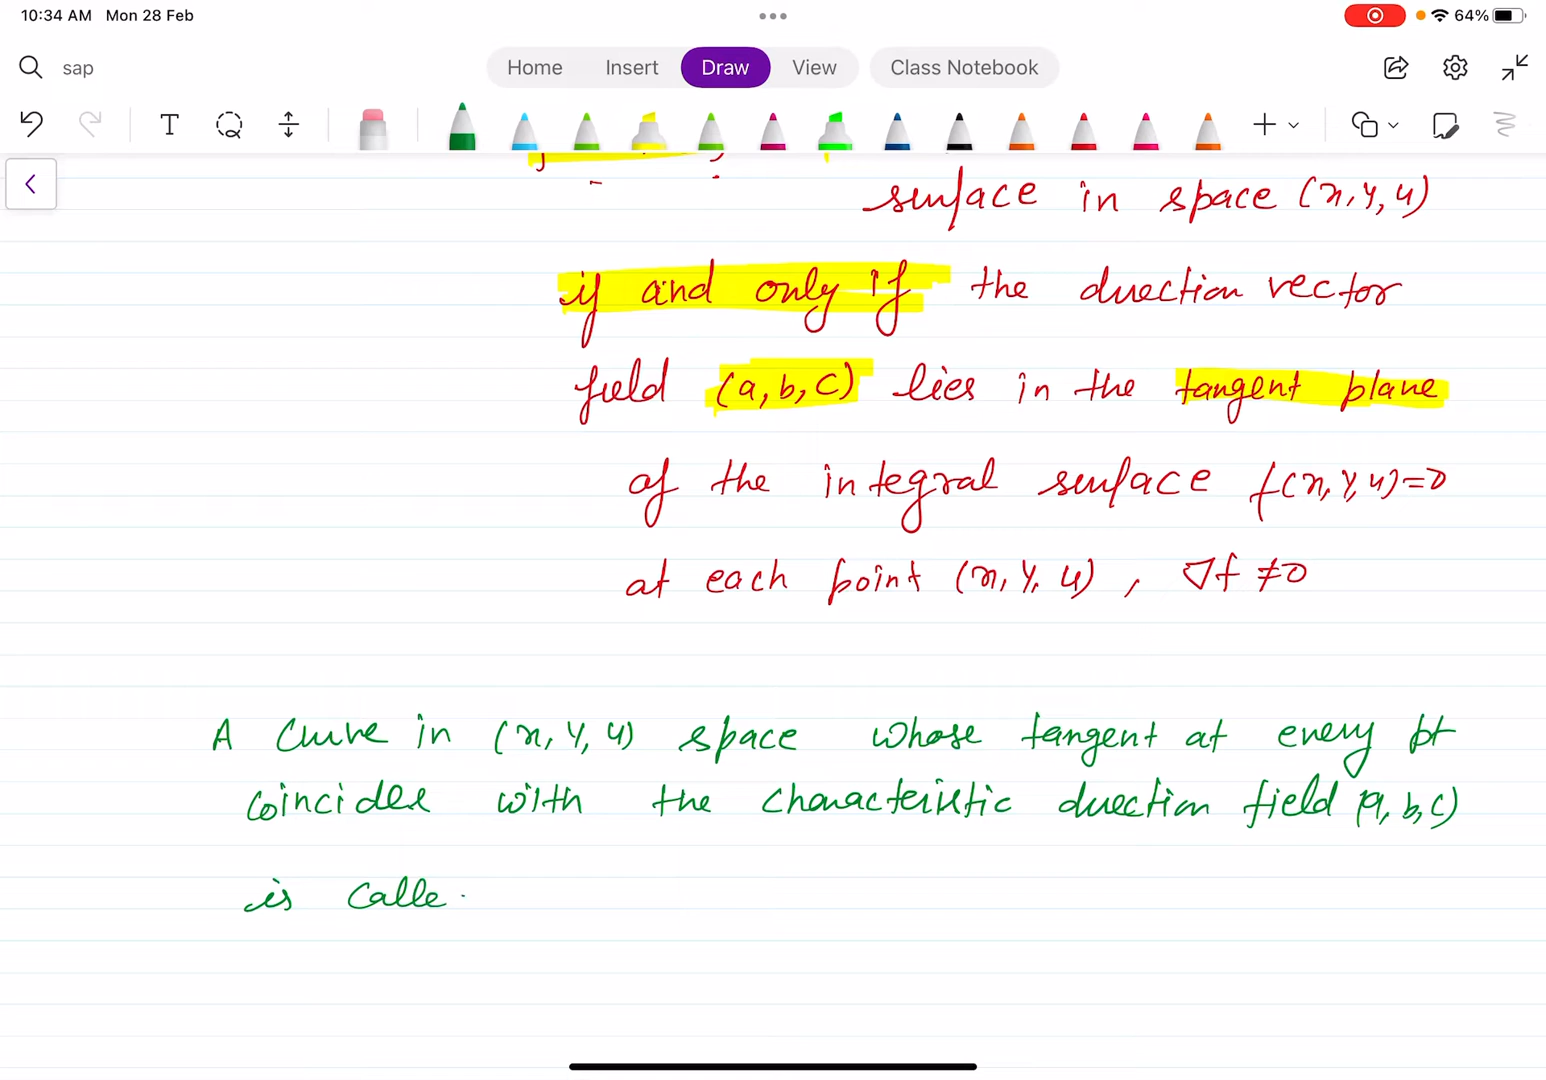 10:34 AM Mon 28 Feb
64%
sap
Home Insert Draw View Class Notebook
T
surface in space (x, y, u)
if and only if the direction vector
field (a, b, c) lies in the tangent plane
of the integral surface f(x, y, u)=0
at each point (x, y, u) , ∇f ≠0
A Curve in (x, y, u) space whose tangent at every pt
coincides with the characteristic direction field (a, b, c)
is calle